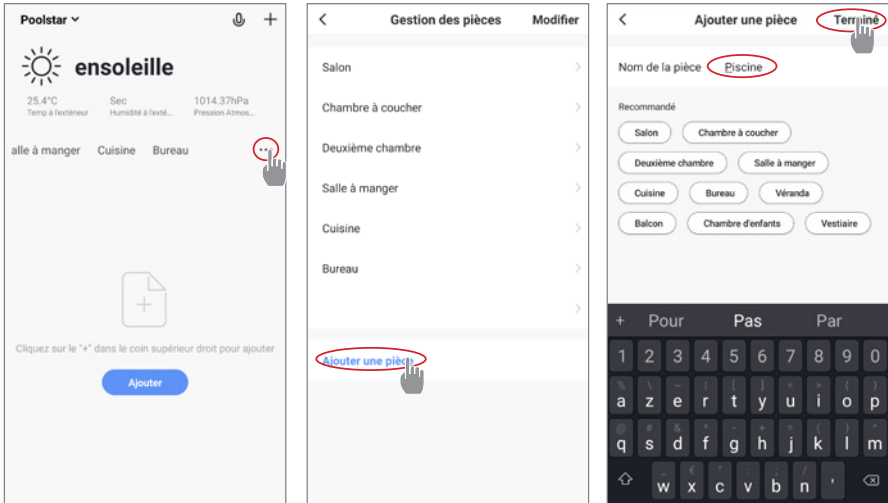 Poolstar
ensoleille
25.4°C Sec 1014.37hPa
Temp à l'extérieur Humidité à l'exté... Pression Atmos...
alle à manger Cuisine Bureau ...
Cliquez sur le "+" dans le coin supérieur droit pour ajouter
Ajouter
Gestion des pièces Modifier
Salon
Chambre à coucher
Deuxième chambre
Salle à manger
Cuisine
Bureau
Ajouter une pièce
Ajouter une pièce Terminé
Nom de la pièce Piscine
Recommandé
Salon Chambre à coucher
Deuxième chambre Salle à manger
Cuisine Bureau Véranda
Balcon Chambre d'enfants Vestiaire
+ Pour Pas Par
1 2 3 4 5 6 7 8 9 0
a z e r t y u i o p
q s d f g h j k l m
w x c v b n '